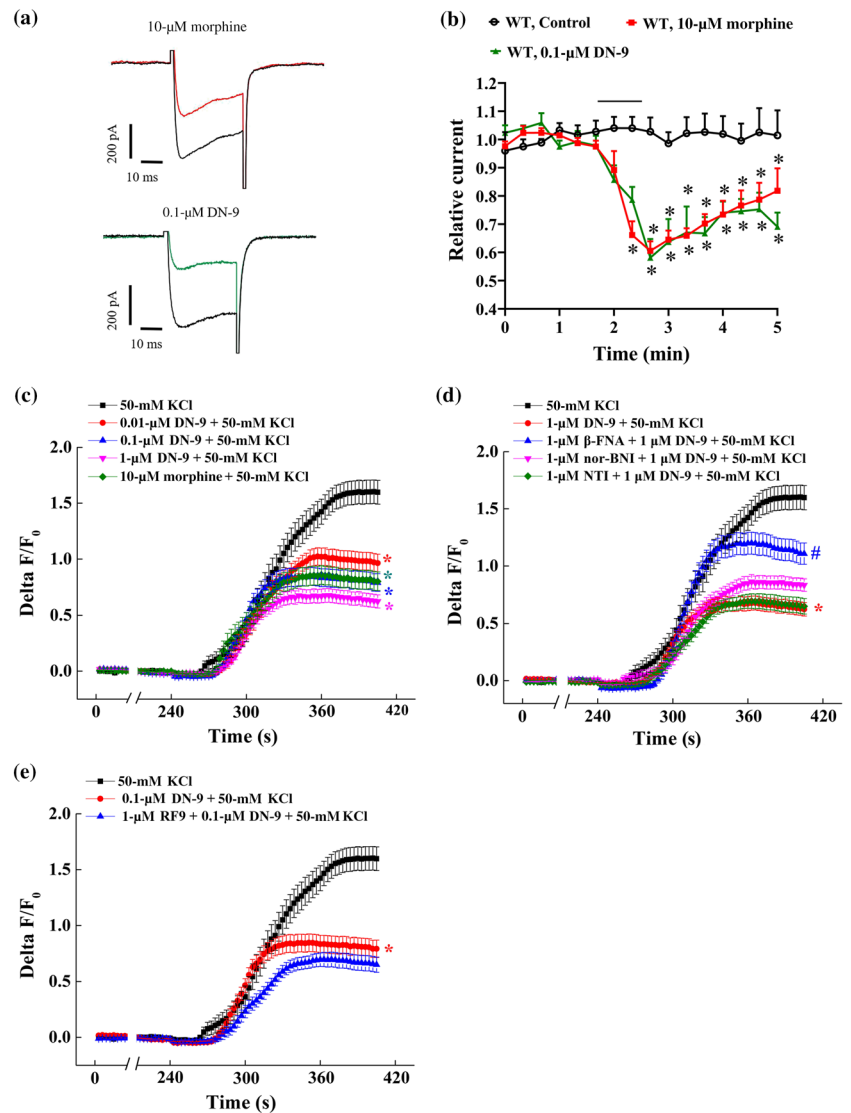 (a)
10-μM morphine
200 pA
10 ms
0.1-μM DN-9
200 pA
10 ms
(b)
WT, Control
WT, 10-μM morphine
WT, 0.1-μM DN-9
Relative current
1.2
1.1
1.0
0.9
0.8
0.7
0.6
0.5
0.4
* * * * * * * *
* * * * * * * *
0 1 2 3 4 5
Time (min)
(c)
50-mM KCl
0.01-μM DN-9 + 50-mM KCl
0.1-μM DN-9 + 50-mM KCl
1-μM DN-9 + 50-mM KCl
10-μM morphine + 50-mM KCl
Delta F/F0
2.0
1.5
1.0
0.5
0.0
*
*
*
*
0 240 300 360 420
Time (s)
(d)
50-mM KCl
1-μM DN-9 + 50-mM KCl
1-μM β-FNA + 1 μM DN-9 + 50-mM KCl
1-μM nor-BNI + 1 μM DN-9 + 50-mM KCl
1-μM NTI + 1 μM DN-9 + 50-mM KCl
Delta F/F0
2.0
1.5
1.0
0.5
0.0
#
*
0 240 300 360 420
Time (s)
(e)
50-mM KCl
0.1-μM DN-9 + 50-mM KCl
1-μM RF9 + 0.1-μM DN-9 + 50-mM KCl
Delta F/F0
2.0
1.5
1.0
0.5
0.0
*
0 240 300 360 420
Time (s)